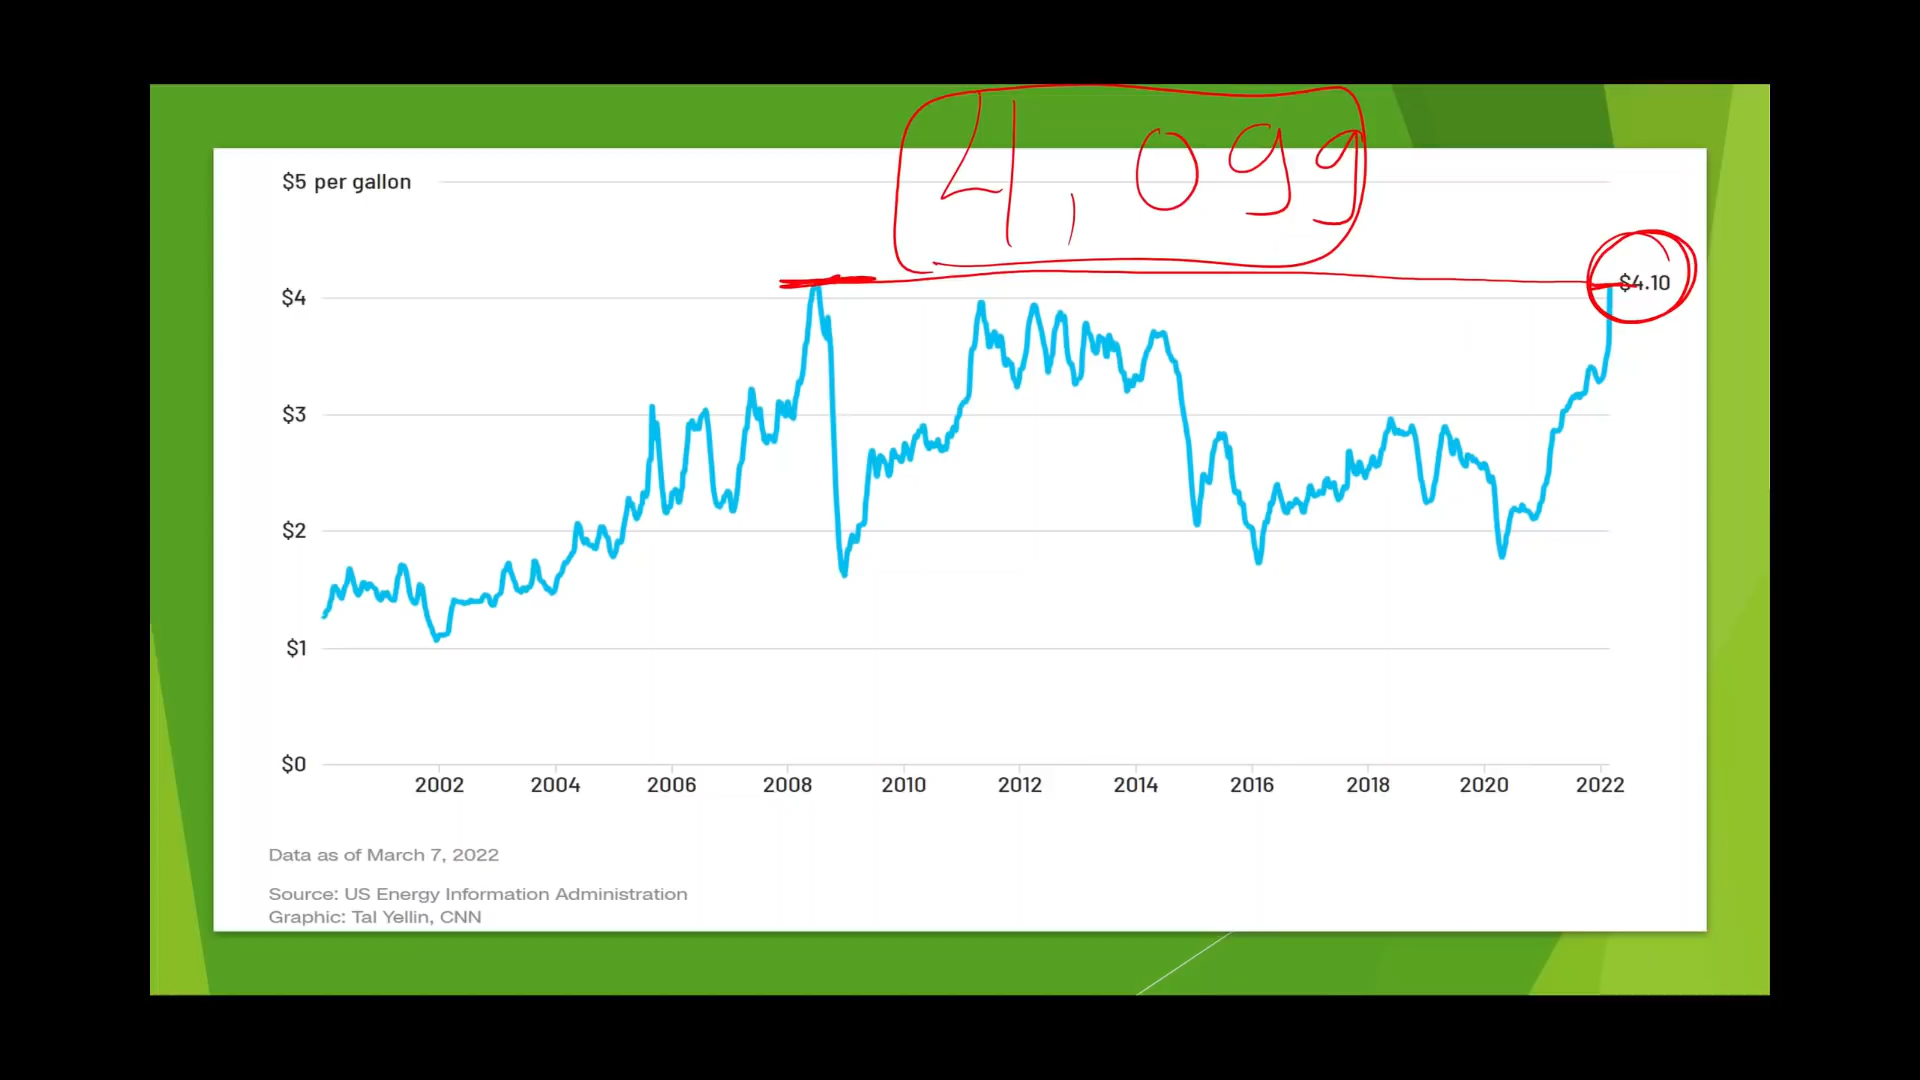 4,099
$5 per gallon
$4.10
$4
$3
$2
$1
$0
2002 2004 2006 2008 2010 2012 2014 2016 2018 2020 2022
Data as of March 7, 2022
Source: US Energy Information Administration
Graphic: Tal Yellin, CNN